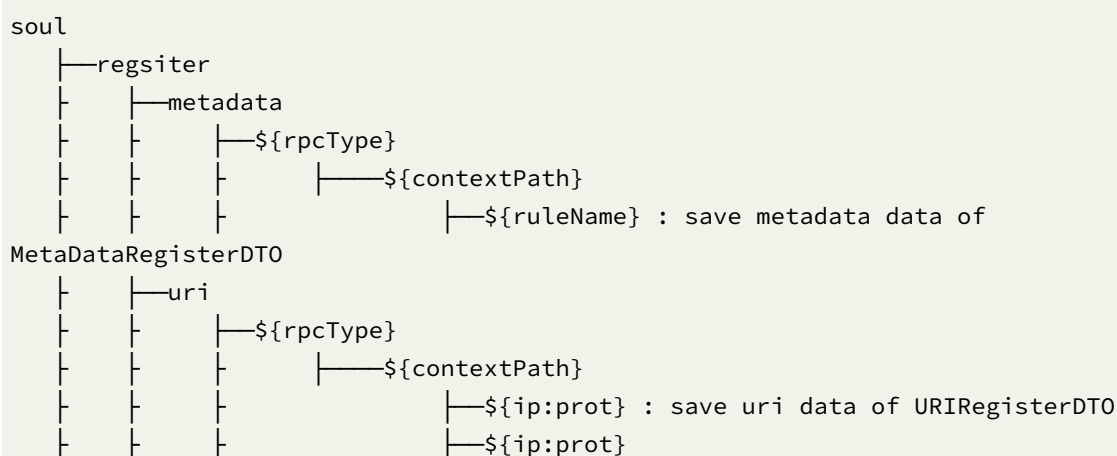 soul
   ├──regsiter
   ├    ├──metadata
   ├    ├     ├──${rpcType}
   ├    ├     ├      ├────${contextPath}
   ├    ├     ├               ├──${ruleName} : save metadata data of
MetaDataRegisterDTO
   ├    ├──uri
   ├    ├     ├──${rpcType}
   ├    ├     ├      ├────${contextPath}
   ├    ├     ├               ├──${ip:prot} : save uri data of URIRegisterDTO
   ├    ├     ├               ├──${ip:prot}